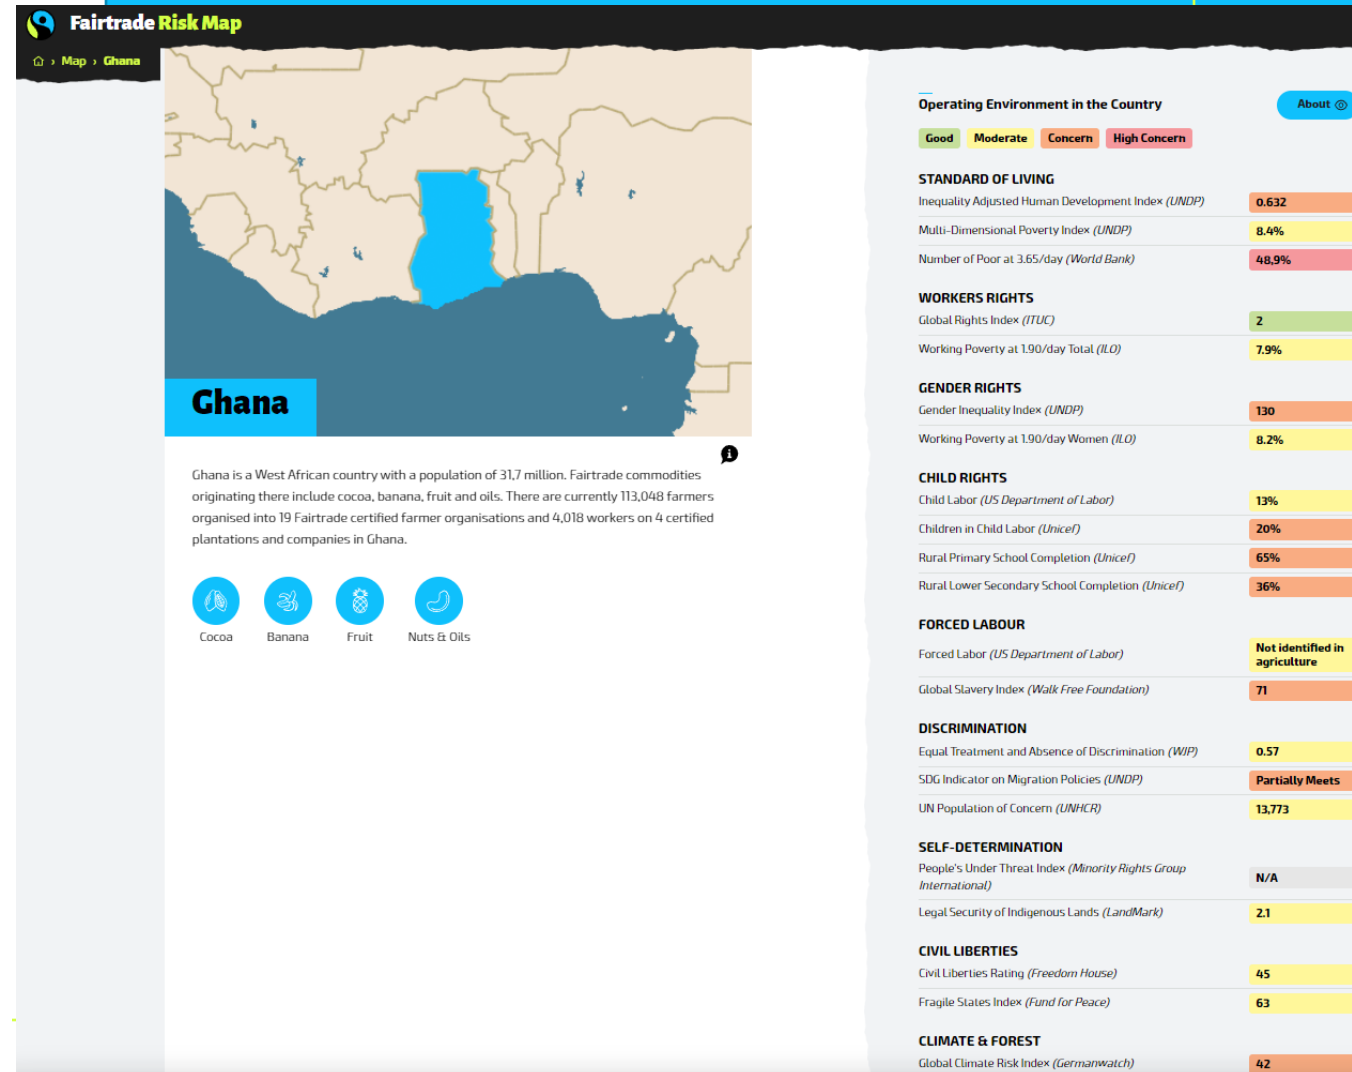 Fairtrade Risk Map
Map › Ghana
Ghana
Ghana is a West African country with a population of 31,7 million. Fairtrade commodities
originating there include cocoa, banana, fruit and oils. There are currently 113,048 farmers
organised into 19 Fairtrade certified farmer organisations and 4,018 workers on 4 certified
plantations and companies in Ghana.
Cocoa Banana Fruit Nuts & Oils
Operating Environment in the Country About
Good Moderate Concern High Concern
STANDARD OF LIVING
Inequality Adjusted Human Development Index (UNDP) 0.632
Multi-Dimensional Poverty Index (UNDP) 8.4%
Number of Poor at 3.65/day (World Bank) 48,9%
WORKERS RIGHTS
Global Rights Index (ITUC) 2
Working Poverty at 1.90/day Total (ILO) 7.9%
GENDER RIGHTS
Gender Inequality Index (UNDP) 130
Working Poverty at 1.90/day Women (ILO) 8.2%
CHILD RIGHTS
Child Labor (US Department of Labor) 13%
Children in Child Labor (Unicef) 20%
Rural Primary School Completion (Unicef) 65%
Rural Lower Secondary School Completion (Unicef) 36%
FORCED LABOUR
Forced Labor (US Department of Labor) Not identified in
agriculture
Global Slavery Index (Walk Free Foundation) 71
DISCRIMINATION
Equal Treatment and Absence of Discrimination (WJP) 0.57
SDG Indicator on Migration Policies (UNDP) Partially Meets
UN Population of Concern (UNHCR) 13,773
SELF-DETERMINATION
People's Under Threat Index (Minority Rights Group
International) N/A
Legal Security of Indigenous Lands (LandMark) 2.1
CIVIL LIBERTIES
Civil Liberties Rating (Freedom House) 45
Fragile States Index (Fund for Peace) 63
CLIMATE & FOREST
Global Climate Risk Index (Germanwatch) 42